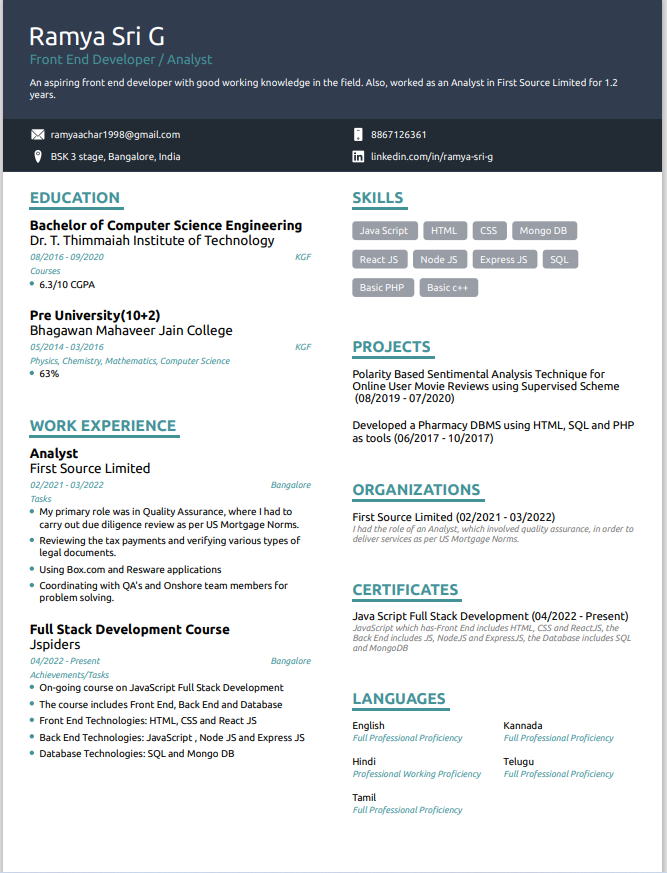 Ramya Sri G
Front End Developer / Analyst
An aspiring front end developer with good working knowledge in the field. Also, worked as an Analyst in First Source Limited for 1.2
years.
ramyaachar1998@gmail.com
8867126361
BSK 3 stage, Bangalore, India
linkedin.com/in/ramya-sri-g
EDUCATION
Bachelor of Computer Science Engineering
Dr. T. Thimmaiah Institute of Technology
08/2016 - 09/2020 KGF
Courses
• 6.3/10 CGPA
Pre University(10+2)
Bhagawan Mahaveer Jain College
05/2014 - 03/2016 KGF
Physics, Chemistry, Mathematics, Computer Science
• 63%
WORK EXPERIENCE
Analyst
First Source Limited
02/2021 - 03/2022 Bangalore
Tasks
• My primary role was in Quality Assurance, where I had to
carry out due diligence review as per US Mortgage Norms.
• Reviewing the tax payments and verifying various types of
legal documents.
• Using Box.com and Resware applications
• Coordinating with QA's and Onshore team members for
problem solving.
Full Stack Development Course
Jspiders
04/2022 - Present Bangalore
Achievements/Tasks
• On-going course on JavaScript Full Stack Development
• The course includes Front End, Back End and Database
• Front End Technologies: HTML, CSS and React JS
• Back End Technologies: JavaScript , Node JS and Express JS
• Database Technologies: SQL and Mongo DB
SKILLS
Java Script HTML CSS Mongo DB
React JS Node JS Express JS SQL
Basic PHP Basic c++
PROJECTS
Polarity Based Sentimental Analysis Technique for
Online User Movie Reviews using Supervised Scheme
(08/2019 - 07/2020)
Developed a Pharmacy DBMS using HTML, SQL and PHP
as tools (06/2017 - 10/2017)
ORGANIZATIONS
First Source Limited (02/2021 - 03/2022)
I had the role of an Analyst, which involved quality assurance, in order to
deliver services as per US Mortgage Norms.
CERTIFICATES
Java Script Full Stack Development (04/2022 - Present)
JavaScript which has-Front End includes HTML, CSS and ReactJS, the
Back End includes JS, NodeJS and ExpressJS, the Database includes SQL
and MongoDB
LANGUAGES
English Kannada
Full Professional Proficiency Full Professional Proficiency
Hindi Telugu
Professional Working Proficiency Full Professional Proficiency
Tamil
Full Professional Proficiency